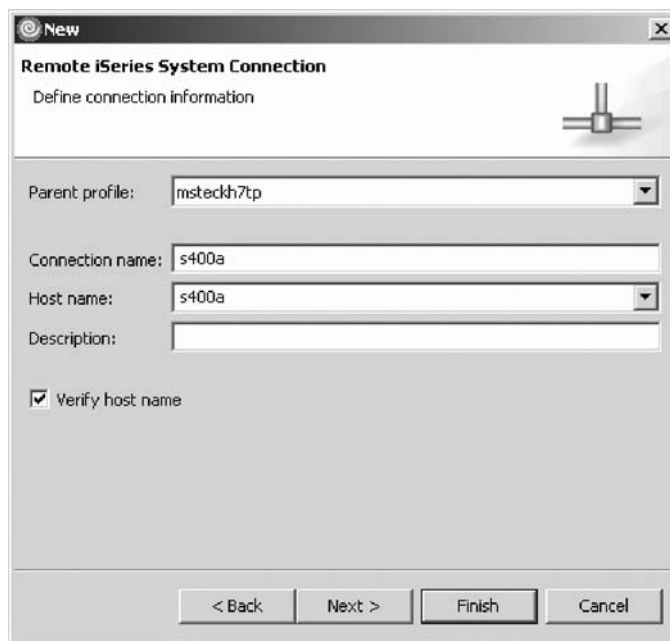 New
Remote iSeries System Connection
Define connection information
Parent profile: msteckh7tp
Connection name: s400a
Host name: s400a
Description:
Verify host name
< Back Next > Finish Cancel